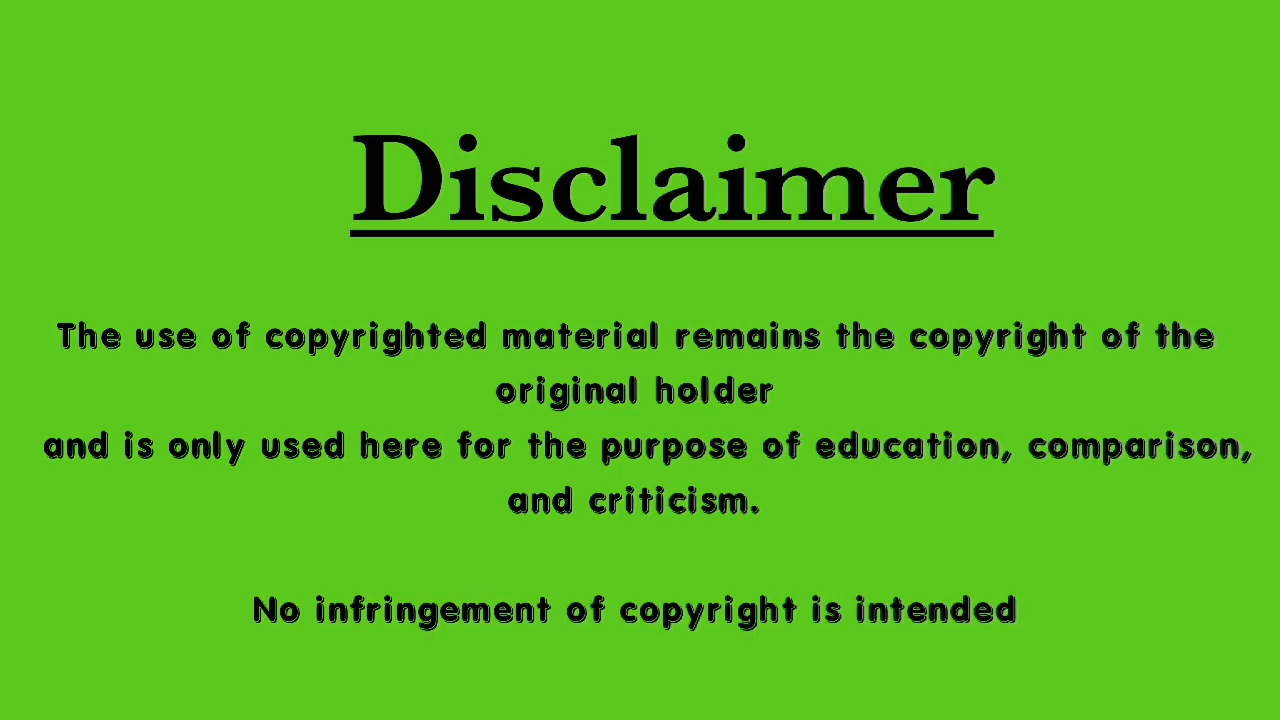 Disclaimer
The use of copyrighted material remains the copyright of the
original holder
and is only used here for the purpose of education, comparison,
and criticism.
No infringement of copyright is intended